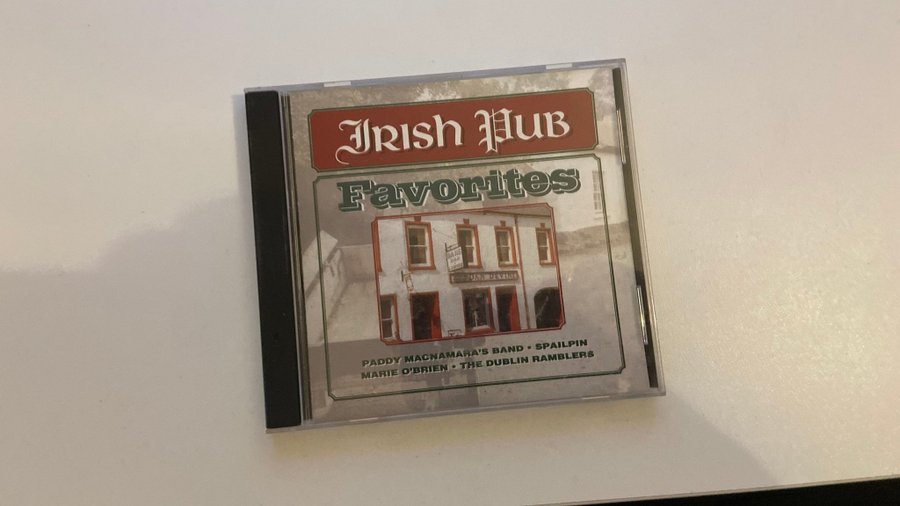 Irish Pub
Favorites
PADDY MACNAMARA'S BAND • SPAILPIN
MARIE O'BRIEN • THE DUBLIN RAMBLERS